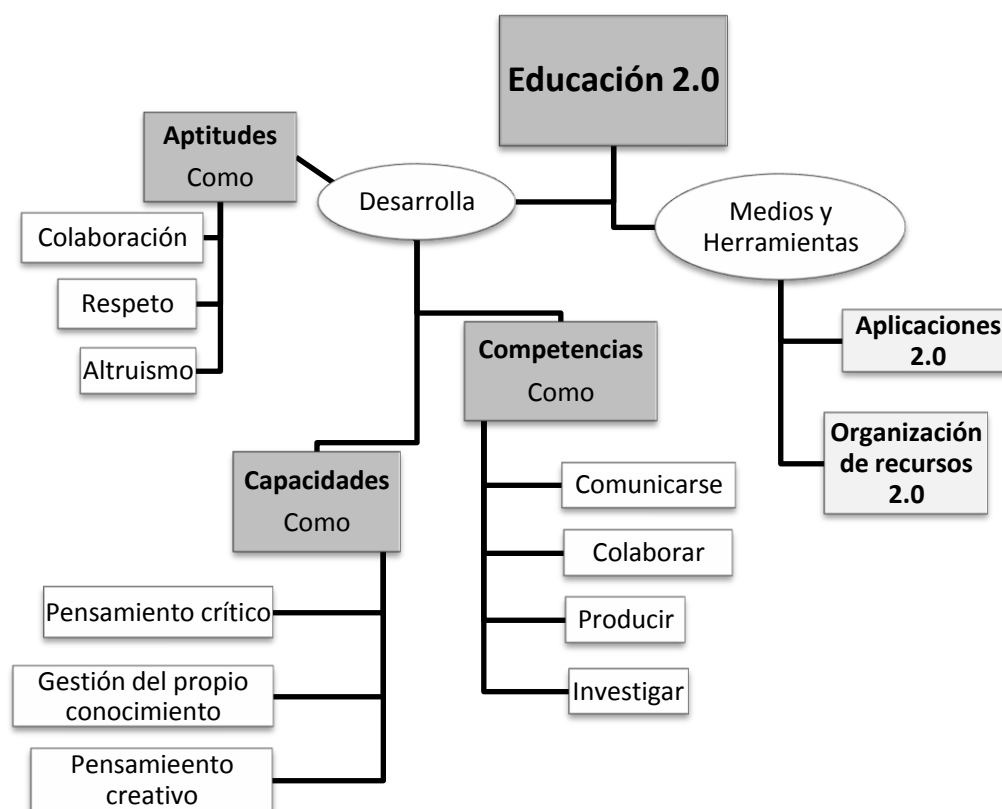 Educación 2.0
Aptitudes
Como
Colaboración
Respeto
Altruismo
Desarrolla
Medios y
Herramientas
Aplicaciones
2.0
Organización
de recursos
2.0
Competencias
Como
Comunicarse
Colaborar
Producir
Investigar
Capacidades
Como
Pensamiento crítico
Gestión del propio
conocimiento
Pensamieento
creativo